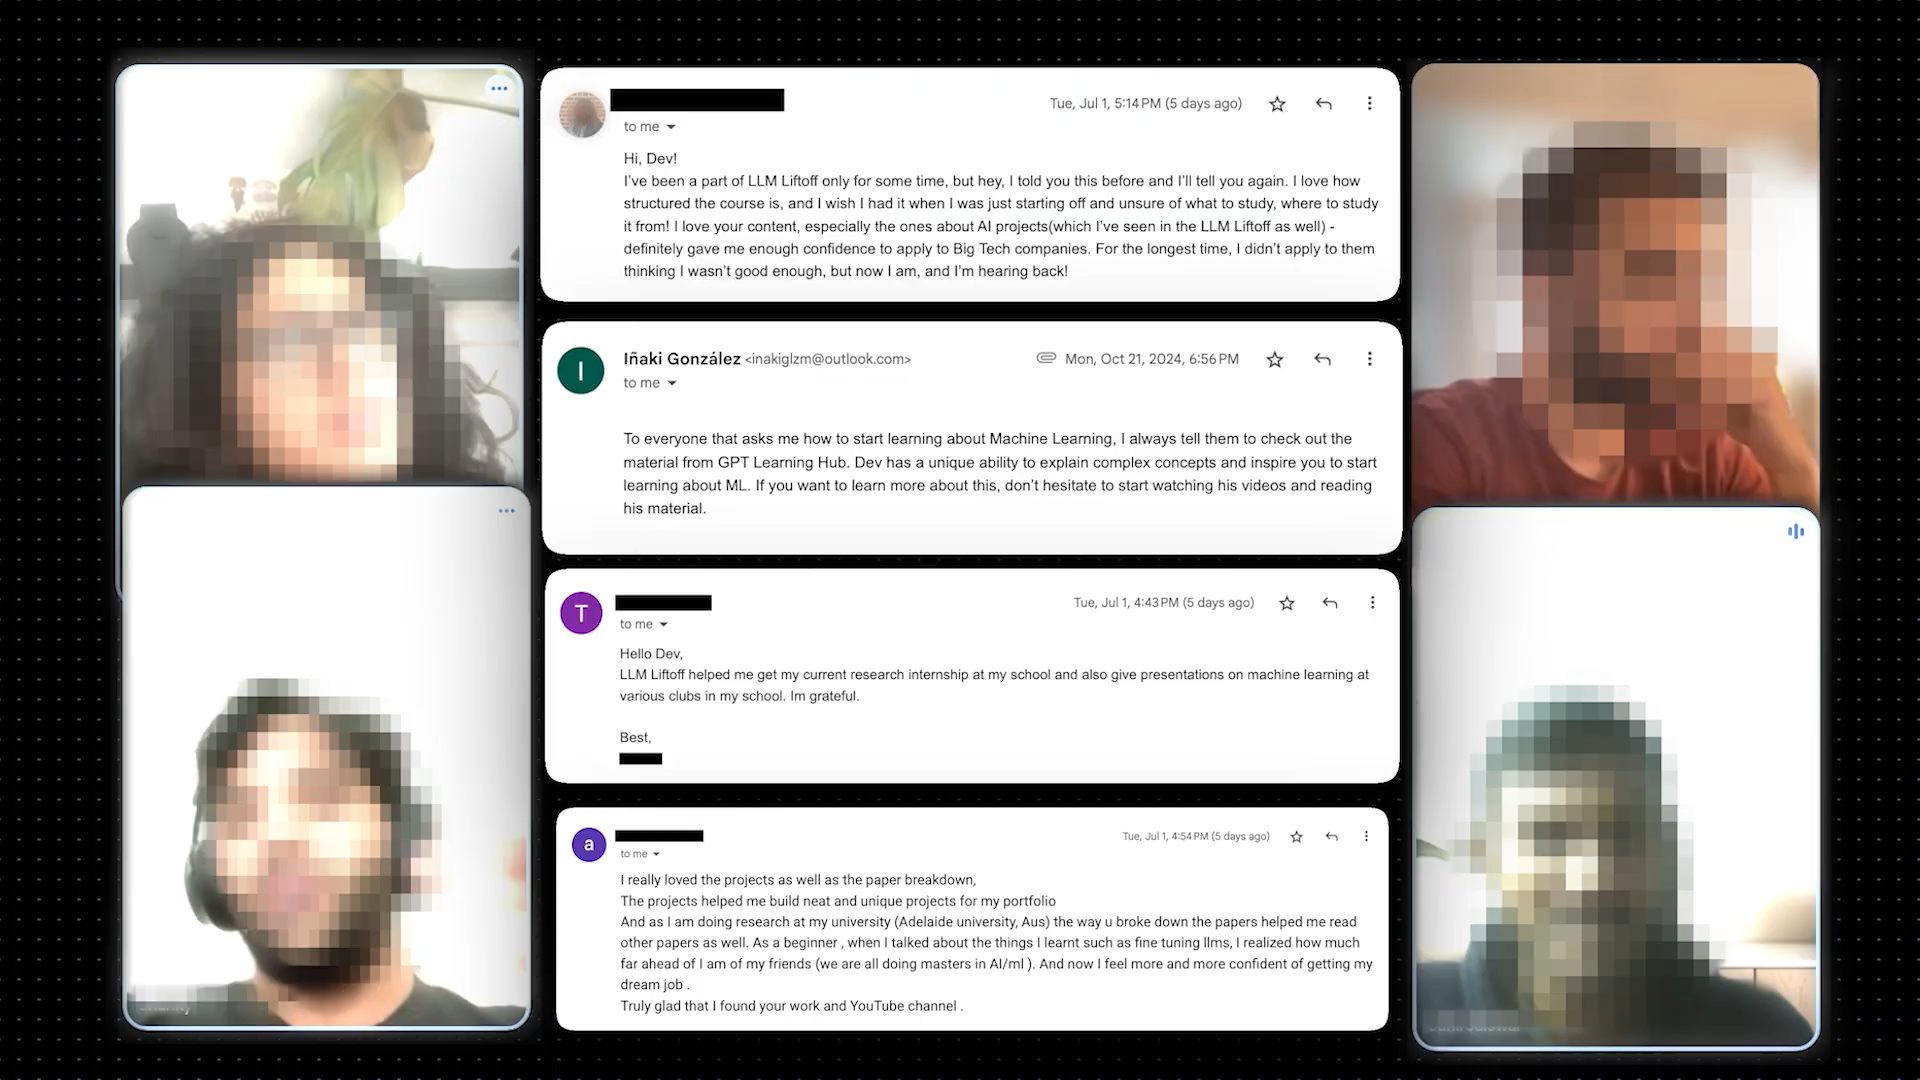 Tue, Jul 1, 5:14 PM (5 days ago)
to me
Hi, Dev!
I've been a part of LLM Liftoff only for some time, but hey, I told you this before and I'll tell you again. I love how
structured the course is, and I wish I had it when I was just starting off and unsure of what to study, where to study
it from! I love your content, especially the ones about AI projects(which I've seen in the LLM Liftoff as well) -
definitely gave me enough confidence to apply to Big Tech companies. For the longest time, I didn't apply to them
thinking I wasn't good enough, but now I am, and I'm hearing back!
I
Iñaki González <inakiglzm@outlook.com>
Mon, Oct 21, 2024, 6:56 PM
to me
To everyone that asks me how to start learning about Machine Learning, I always tell them to check out the
material from GPT Learning Hub. Dev has a unique ability to explain complex concepts and inspire you to start
learning about ML. If you want to learn more about this, don't hesitate to start watching his videos and reading
his material.
T
Tue, Jul 1, 4:43 PM (5 days ago)
to me
Hello Dev,
LLM Liftoff helped me get my current research internship at my school and also give presentations on machine learning at
various clubs in my school. Im grateful.
Best,
a
Tue, Jul 1, 4:54 PM (5 days ago)
to me
I really loved the projects as well as the paper breakdown,
The projects helped me build neat and unique projects for my portfolio
And as I am doing research at my university (Adelaide university, Aus) the way u broke down the papers helped me read
other papers as well. As a beginner , when I talked about the things I learnt such as fine tuning llms, I realized how much
far ahead of I am of my friends (we are all doing masters in AI/ml ). And now I feel more and more confident of getting my
dream job .
Truly glad that I found your work and YouTube channel .